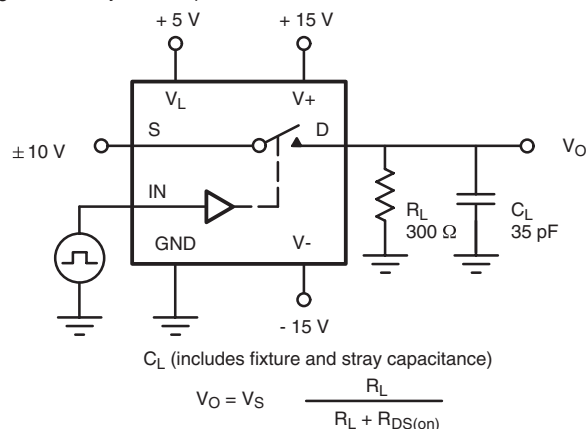 + 5 V
+ 15 V
V_L
V+
S
D
± 10 V
V_O
IN
R_L
300 Ω
C_L
35 pF
GND
V-
- 15 V
C_L (includes fixture and stray capacitance)
V_O = V_S R_L
R_L + R_DS(on)